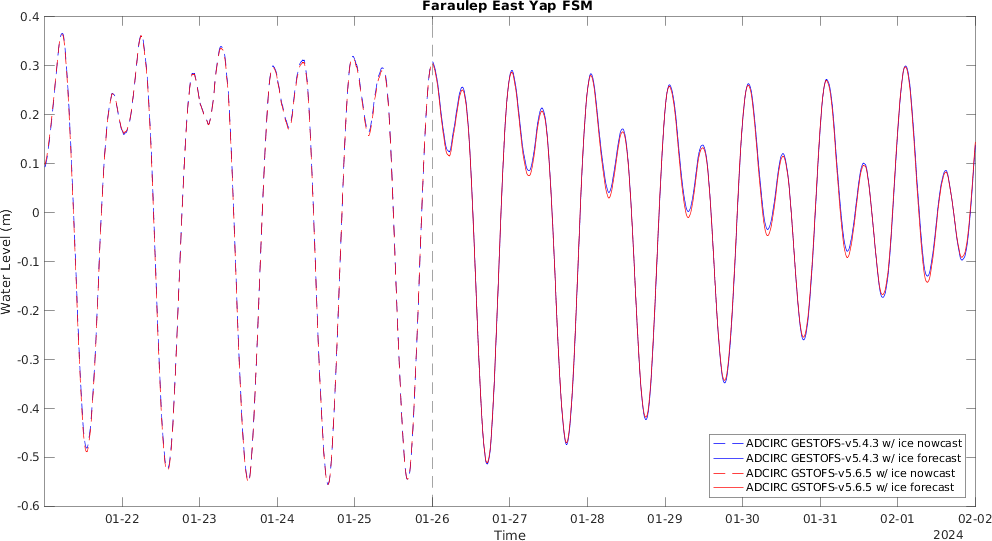 Faraulep East Yap FSM
Water Level (m)
0.4
0.3
0.2
0.1
0
-0.1
-0.2
-0.3
-0.4
-0.5
-0.6
ADCIRC GESTOFS-v5.4.3 w/ ice nowcast
ADCIRC GESTOFS-v5.4.3 w/ ice forecast
ADCIRC GSTOFS-v5.6.5 w/ ice nowcast
ADCIRC GSTOFS-v5.6.5 w/ ice forecast
01-22 01-23 01-24 01-25 01-26 01-27 01-28 01-29 01-30 01-31 02-01 02-02
2024
Time